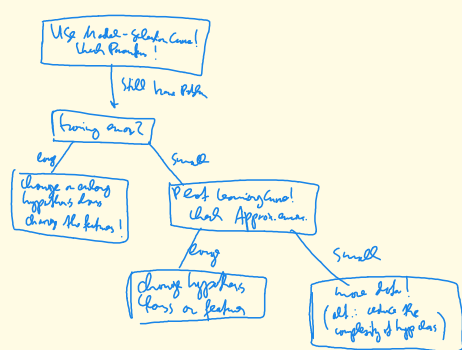 Use Model-Selection Curve!
Check Parameters!
Still have Problem
training error?
large
small
change or enlarge
hypothesis class
change the features!
Plot Learning Curve!
check Approx. error.
large
small
change hypothesis
class or features
more data!
(alt.: reduce the
complexity of hyp class)